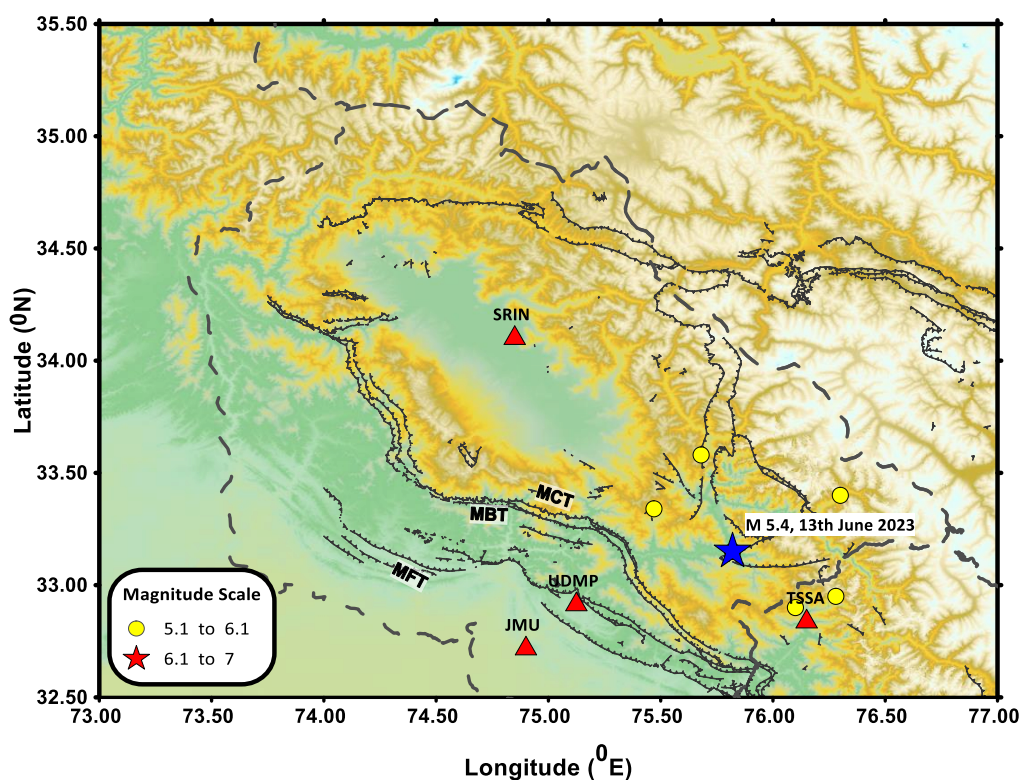 35.50
35.00
34.50
34.00
33.50
33.00
32.50
Latitude (⁰N)
SRIN
MCT
MBT
M 5.4, 13th June 2023
MFT
UDMP
TSSA
JMU
Magnitude Scale
5.1 to 6.1
6.1 to 7
73.00 73.50 74.00 74.50 75.00 75.50 76.00 76.50 77.00
Longitude (⁰E)